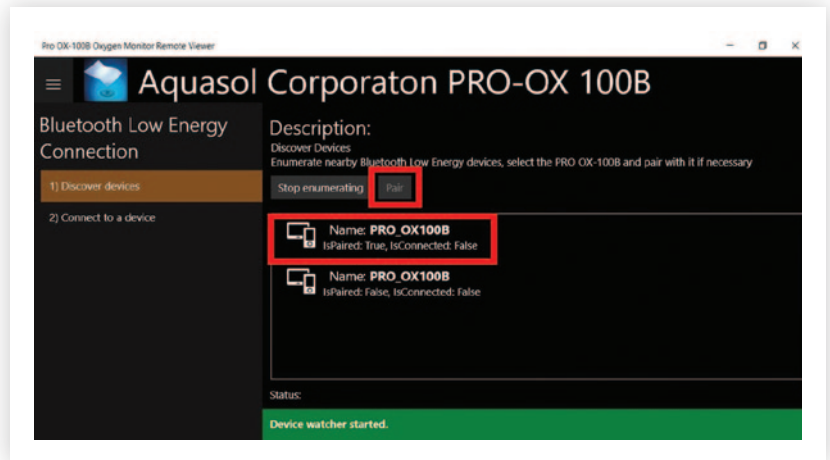 Pro OX-100B Oxygen Monitor Remote Viewer
Aquasol Corporaton PRO-OX 100B
Bluetooth Low Energy
Connection
1) Discover devices
2) Connect to a device
Description:
Discover Devices
Enumerate nearby Bluetooth Low Energy devices, select the PRO OX-100B and pair with it if necessary
Stop enumerating
Pair
Name: PRO_OX100B
IsPaired: True, IsConnected: False
Name: PRO_OX100B
IsPaired: False, IsConnected: False
Status:
Device watcher started.